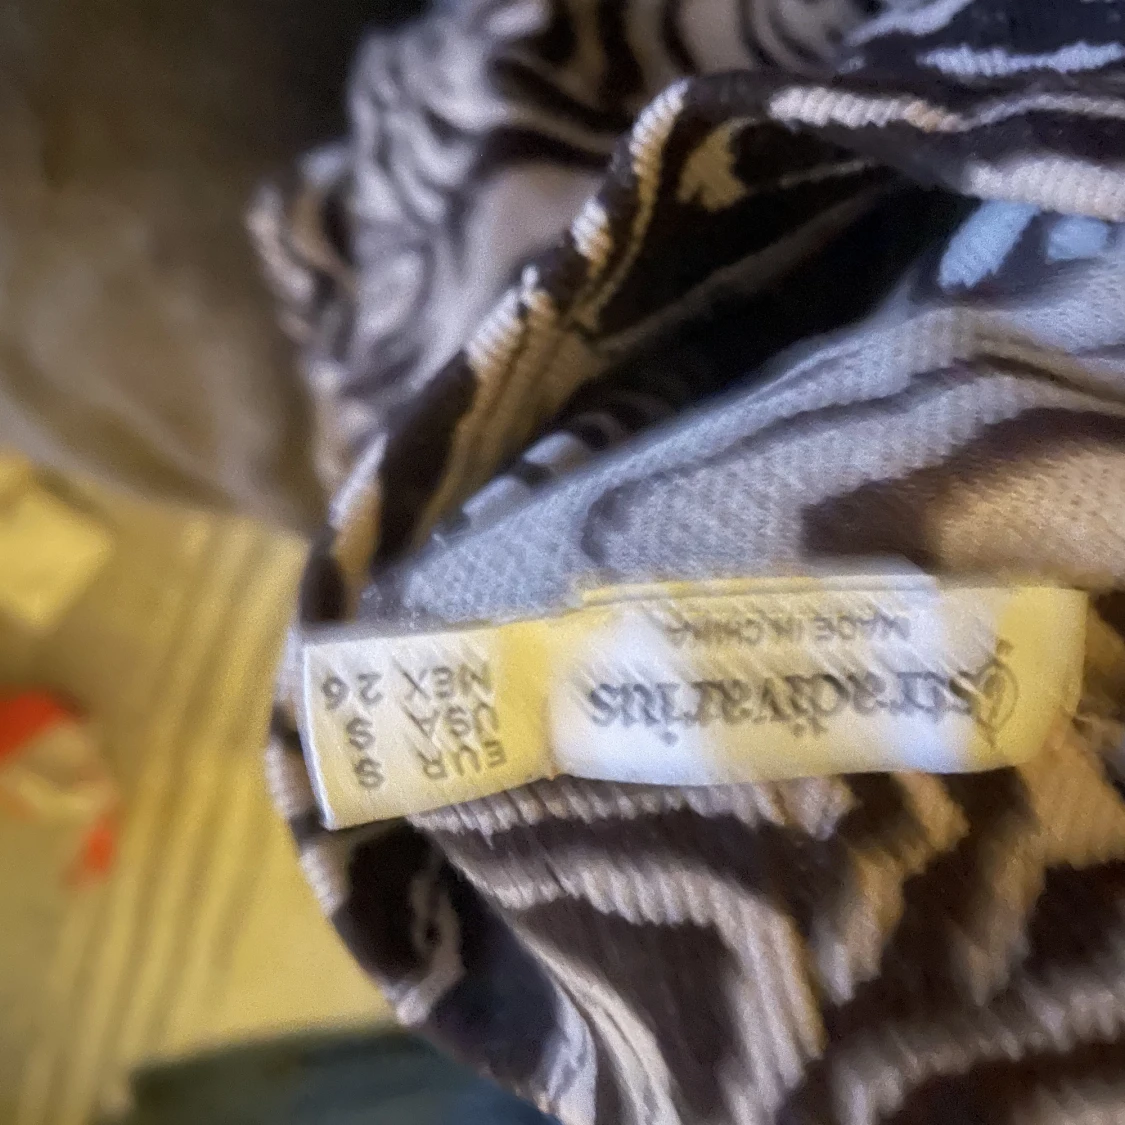 Stradivarius
MADE IN CHINA
EUR S
USA S
MEX 26